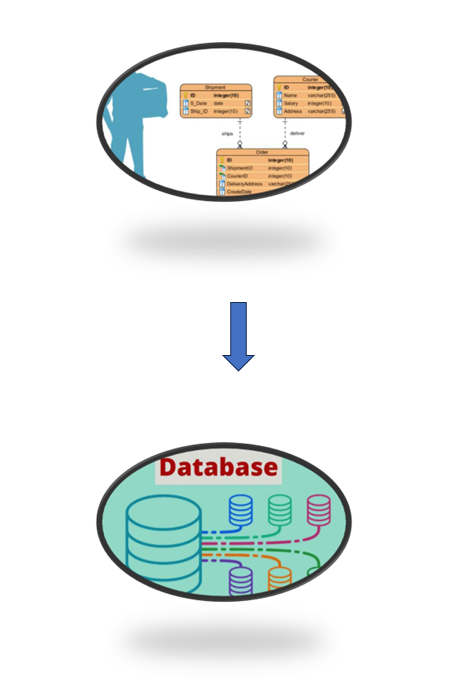 Shipment
ID integer(10)
S_Date date N
Ship_ID integer(10) N
Courier
ID integer(10)
Name varchar(255)
Salary integer(10)
Address varchar(255) N
ships
deliver
Order
ID integer(10)
ShipmentID integer(10)
CourierID integer(10)
DeliveryAddress
CreateDate
Database